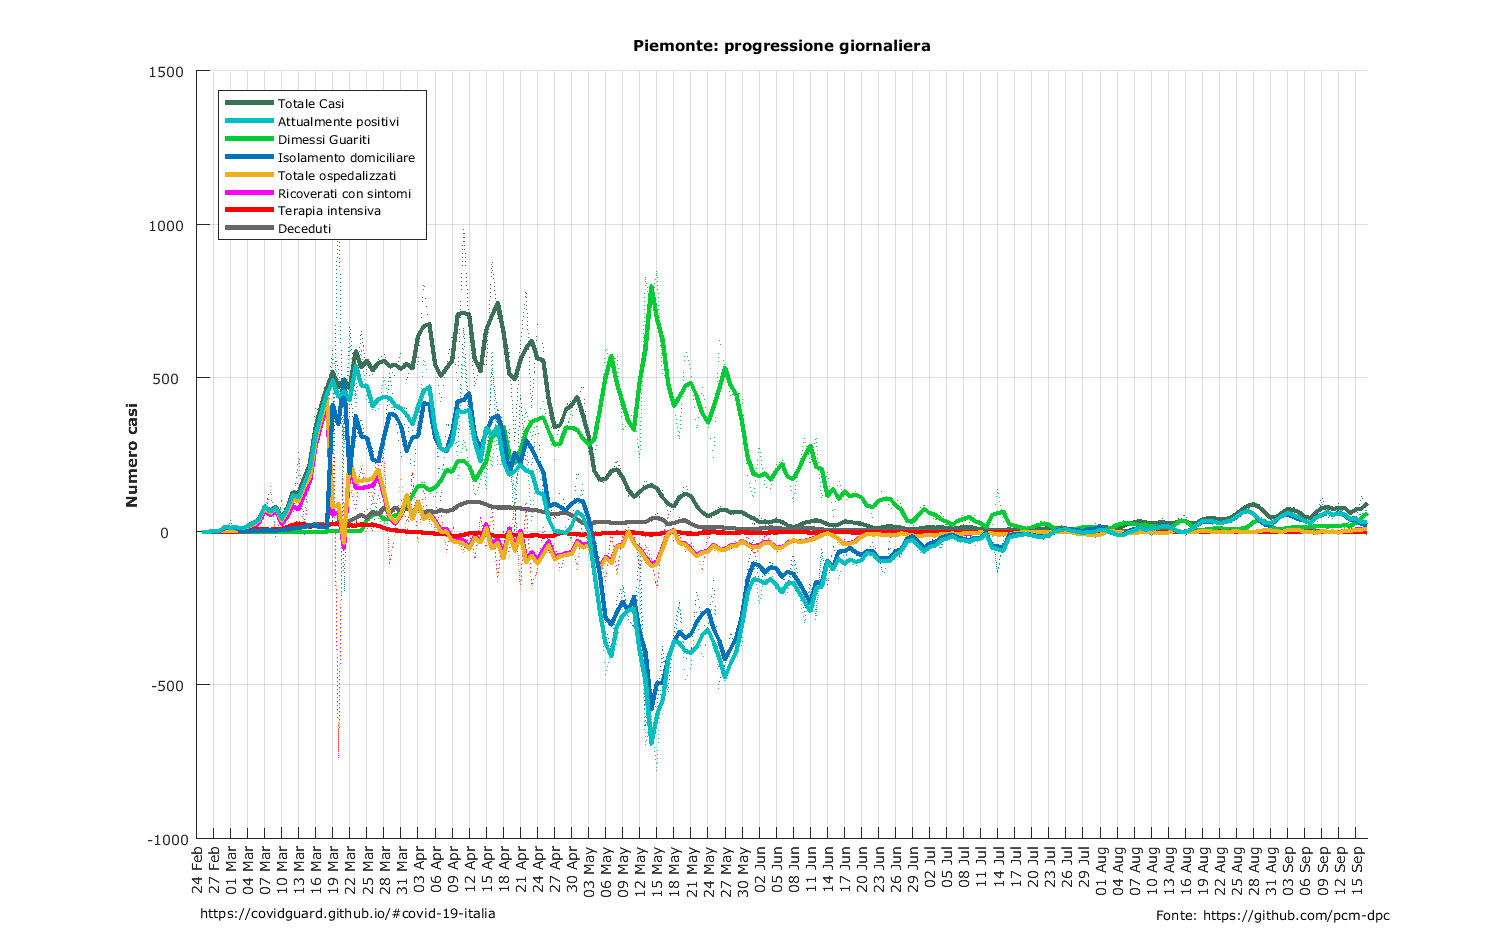 Piemonte: progressione giornaliera
1500
1000
500
0
-500
-1000
Numero casi
Totale Casi
Attualmente positivi
Dimessi Guariti
Isolamento domiciliare
Totale ospedalizzati
Ricoverati con sintomi
Terapia intensiva
Deceduti
24 Feb
27 Feb
01 Mar
04 Mar
07 Mar
10 Mar
13 Mar
16 Mar
19 Mar
22 Mar
25 Mar
28 Mar
31 Mar
03 Apr
06 Apr
09 Apr
12 Apr
15 Apr
18 Apr
21 Apr
24 Apr
27 Apr
30 Apr
03 May
06 May
09 May
12 May
15 May
18 May
21 May
24 May
27 May
30 May
02 Jun
05 Jun
08 Jun
11 Jun
14 Jun
17 Jun
20 Jun
23 Jun
26 Jun
29 Jun
02 Jul
05 Jul
08 Jul
11 Jul
14 Jul
17 Jul
20 Jul
23 Jul
26 Jul
29 Jul
01 Aug
04 Aug
07 Aug
10 Aug
13 Aug
16 Aug
19 Aug
22 Aug
25 Aug
28 Aug
31 Aug
03 Sep
06 Sep
09 Sep
12 Sep
15 Sep
https://covidguard.github.io/#covid-19-italia
Fonte: https://github.com/pcm-dpc